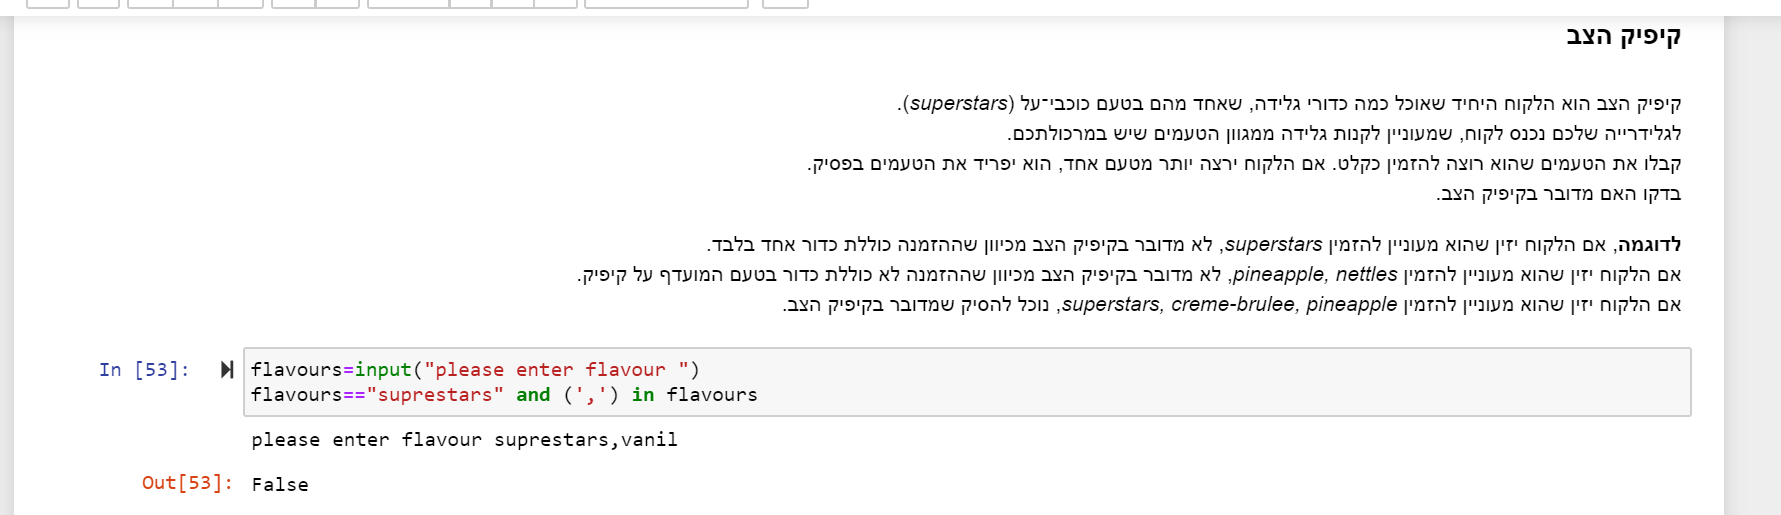 קיפיק הצב
קיפיק הצב הוא הלקוח היחיד שאוכל כמה כדורי גלידה, שאחד מהם בטעם כוכבי־על (superstars).
לגלידרייה שלכם נכנס לקוח, שמעוניין לקנות גלידה ממגוון הטעמים שיש במרכולתכם.
קבלו את הטעמים שהוא רוצה להזמין כקלט. אם הלקוח ירצה יותר מטעם אחד, הוא יפריד את הטעמים בפסיק.
בדקו האם מדובר בקיפיק הצב.
לדוגמה, אם הלקוח יזין שהוא מעוניין להזמין superstars, לא מדובר בקיפיק הצב מכיוון שההזמנה כוללת כדור אחד בלבד.
אם הלקוח יזין שהוא מעוניין להזמין pineapple, nettles, לא מדובר בקיפיק הצב מכיוון שההזמנה לא כוללת כדור בטעם המועדף על קיפיק.
אם הלקוח יזין שהוא מעוניין להזמין superstars, creme-brulee, pineapple, נוכל להסיק שמדובר בקיפיק הצב.
In [53]: flavours=input("please enter flavour ")
flavours=="suprestars" and (',') in flavours
please enter flavour suprestars,vanil
Out[53]: False